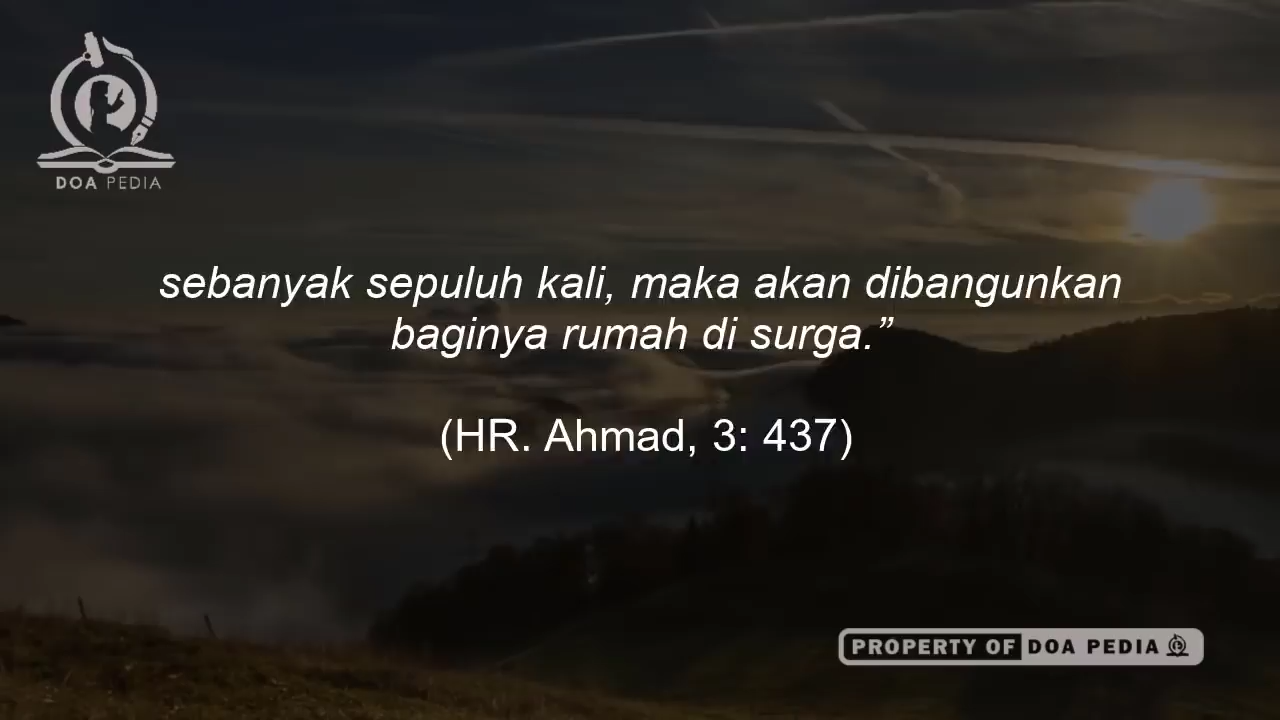 DOA PEDIA
sebanyak sepuluh kali, maka akan dibangunkan
baginya rumah di surga.”
(HR. Ahmad, 3: 437)
PROPERTY OF DOA PEDIA